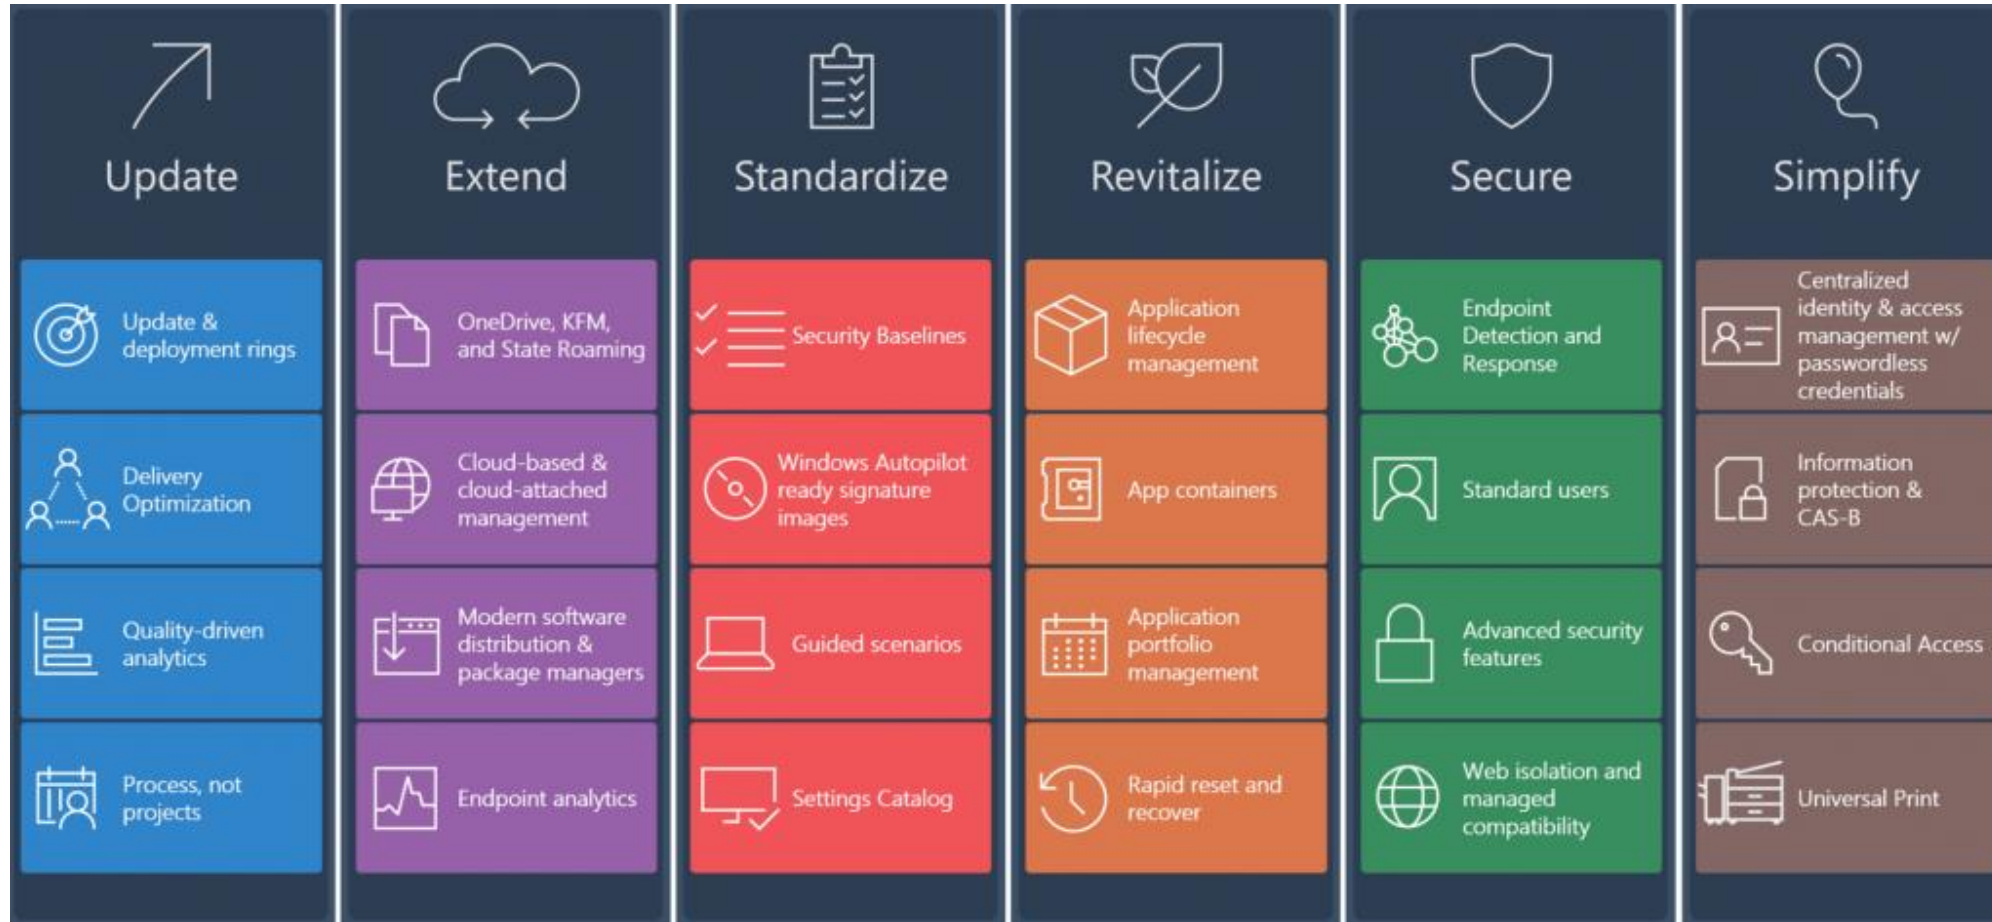 Update
Update &
deployment rings
Delivery
Optimization
Quality-driven
analytics
Process, not
projects
Extend
OneDrive, KFM,
and State Roaming
Cloud-based &
cloud-attached
management
Modern software
distribution &
package managers
Endpoint analytics
Standardize
Security Baselines
Windows Autopilot
ready signature
images
Guided scenarios
Settings Catalog
Revitalize
Application
lifecycle
management
App containers
Application
portfolio
management
Rapid reset and
recover
Secure
Endpoint
Detection and
Response
Standard users
Advanced security
features
Web isolation and
managed
compatibility
Simplify
Centralized
identity & access
management w/
passwordless
credentials
Information
protection &
CAS-B
Conditional Access
Universal Print